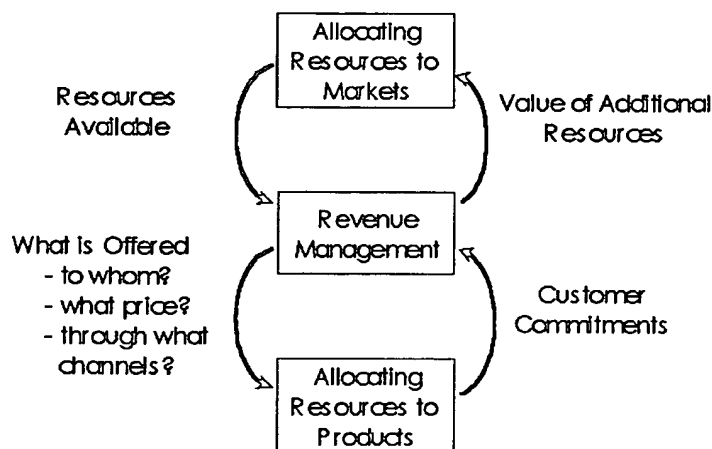 Allocating
Resources to
Markets
Resources
Available
Value of Additional
Resources
Revenue
Management
What is Offered
- to whom?
- what price?
- through what
channels?
Customer
Commitments
Allocating
Resources to
Products